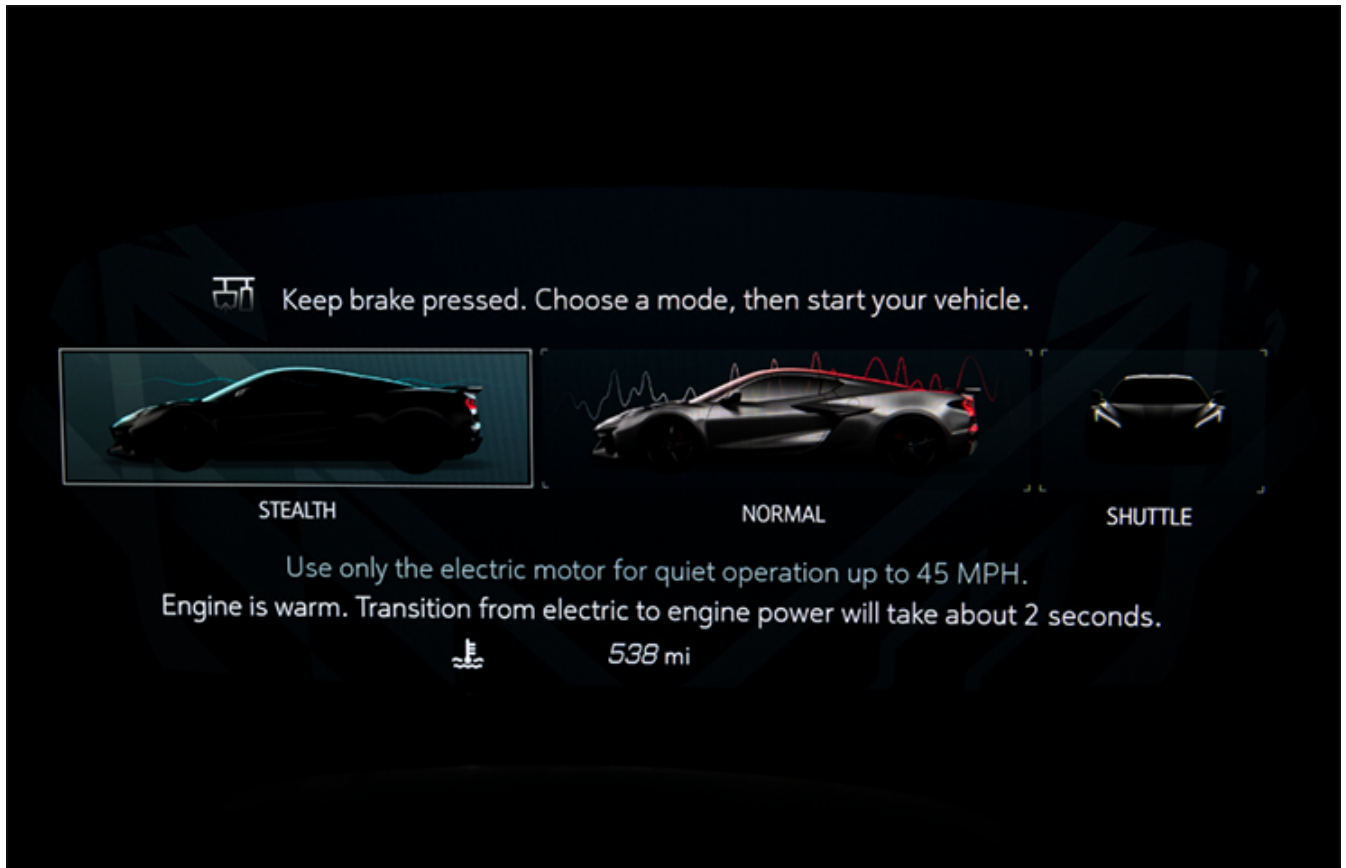 Keep brake pressed. Choose a mode, then start your vehicle.
STEALTH
NORMAL
SHUTTLE
Use only the electric motor for quiet operation up to 45 MPH.
Engine is warm. Transition from electric to engine power will take about 2 seconds.
538 mi